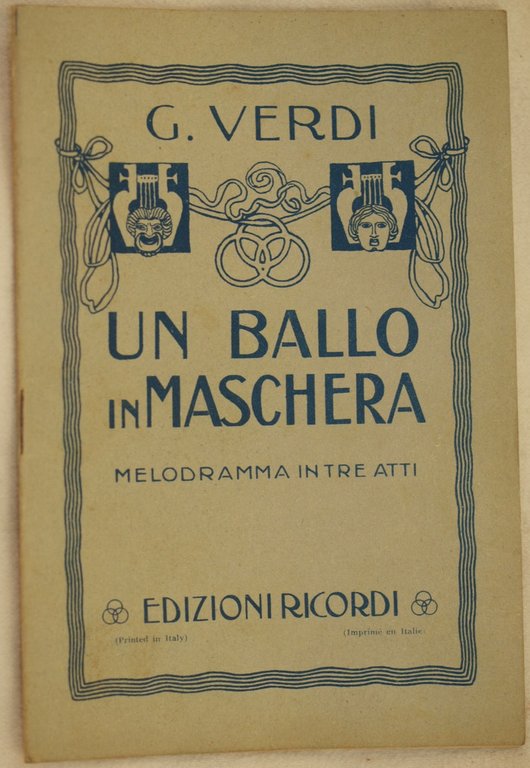 G. VERDI
UN BALLO
IN MASCHERA
MELODRAMMA IN TRE ATTI
EDIZIONI RICORDI
(Printed in Italy) (Imprimé en Italie)